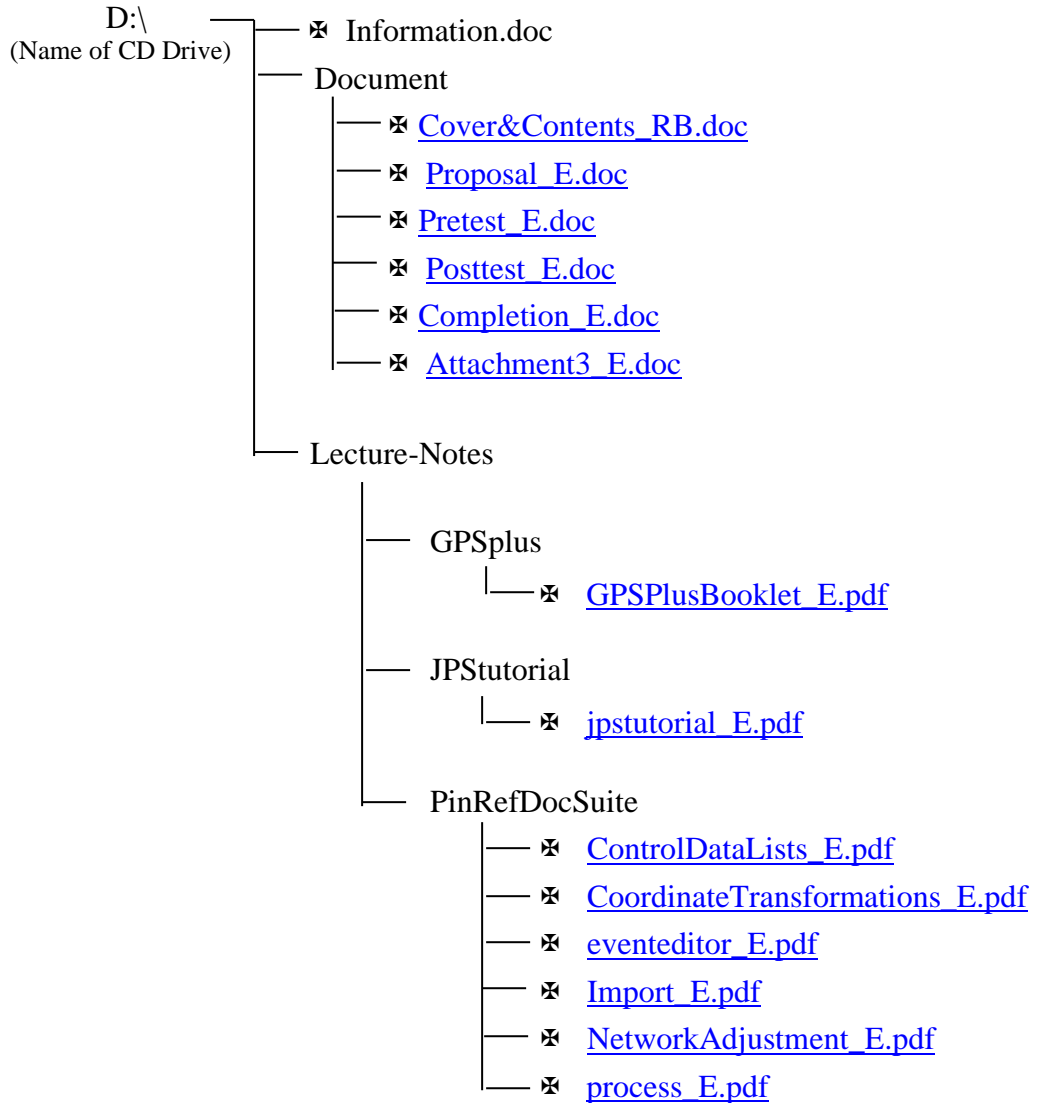 D:\
(Name of CD Drive)
Information.doc
Document
Cover&Contents_RB.doc
Proposal_E.doc
Pretest_E.doc
Posttest_E.doc
Completion_E.doc
Attachment3_E.doc
Lecture-Notes
GPSplus
GPSPlusBooklet_E.pdf
JPStutorial
jpstutorial_E.pdf
PinRefDocSuite
ControlDataLists_E.pdf
CoordinateTransformations_E.pdf
eventeditor_E.pdf
Import_E.pdf
NetworkAdjustment_E.pdf
process_E.pdf